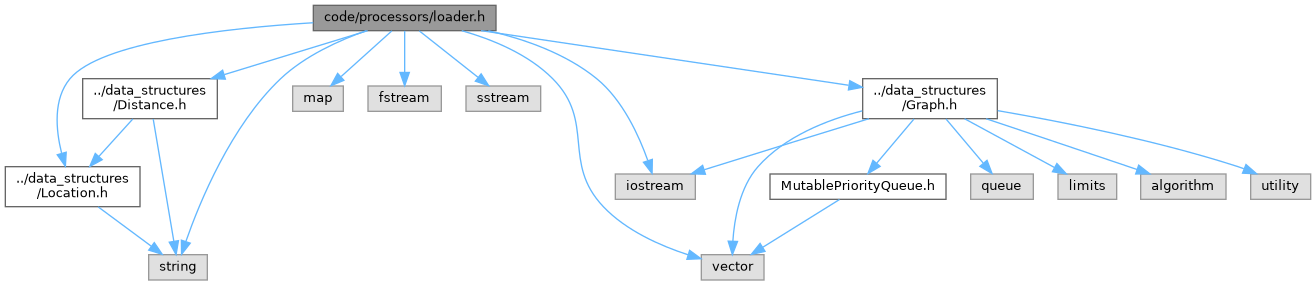 code/processors/loader.h
../data_structures
/Distance.h
map
fstream
sstream
../data_structures
/Graph.h
../data_structures
/Location.h
iostream
MutablePriorityQueue.h
queue
limits
algorithm
utility
string
vector